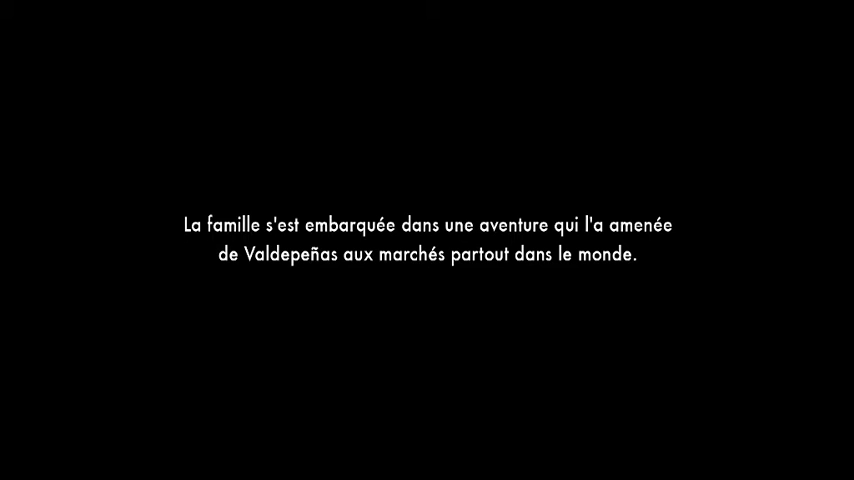 La famille s'est embarquée dans une aventure qui l'a amenée
de Valdepeñas aux marchés partout dans le monde.